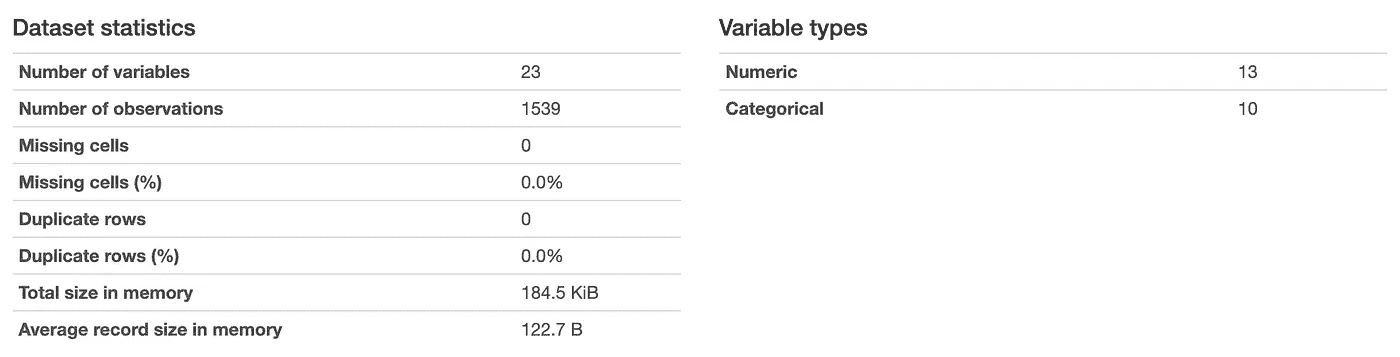 Dataset statistics
Number of variables 23
Number of observations 1539
Missing cells 0
Missing cells (%) 0.0%
Duplicate rows 0
Duplicate rows (%) 0.0%
Total size in memory 184.5 KiB
Average record size in memory 122.7 B
Variable types
Numeric 13
Categorical 10